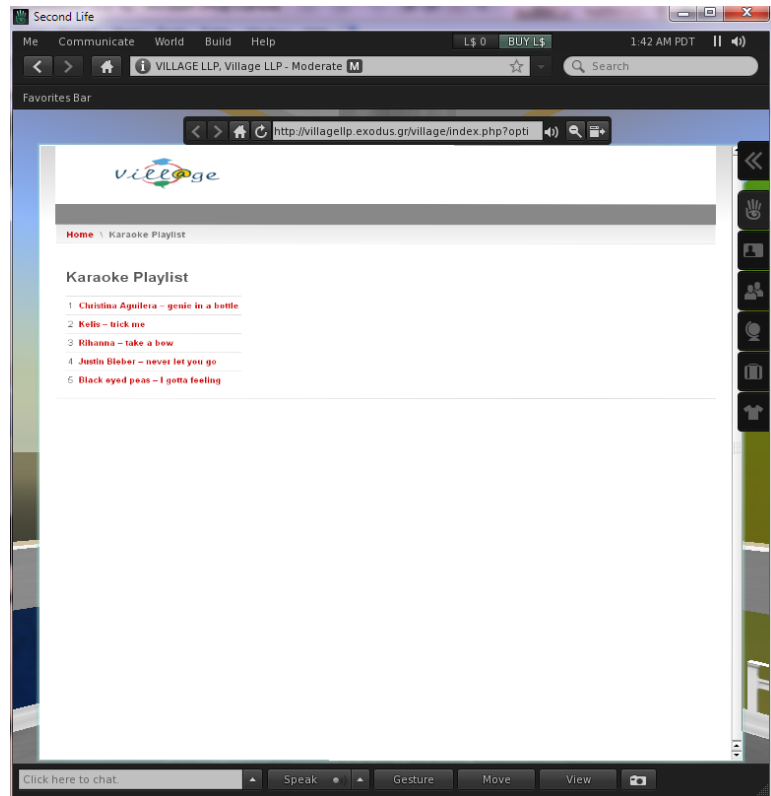 Second Life
Me Communicate World Build Help L$ 0 BUY L$ 1:42 AM PDT
VILLAGE LLP, Village LLP - Moderate M Search
Favorites Bar
http://villagellp.exodus.gr/village/index.php?opti
vill@ge
Home \ Karaoke Playlist
Karaoke Playlist
1 Christina Aguilera – genie in a bottle
2 Kelis – trick me
3 Rihanna – take a bow
4 Justin Bieber – never let you go
5 Black eyed peas – I gotta feeling
Click here to chat. Speak Gesture Move View